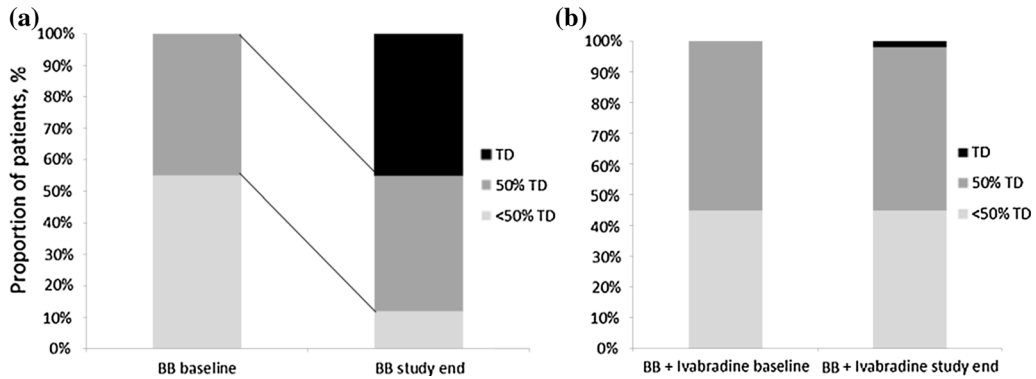 (a)
Proportion of patients, %
100%
90%
80%
70%
60%
50%
40%
30%
20%
10%
0%
BB baseline
BB study end
TD
50% TD
<50% TD
(b)
100%
90%
80%
70%
60%
50%
40%
30%
20%
10%
0%
BB + Ivabradine baseline
BB + Ivabradine study end
TD
50% TD
<50% TD